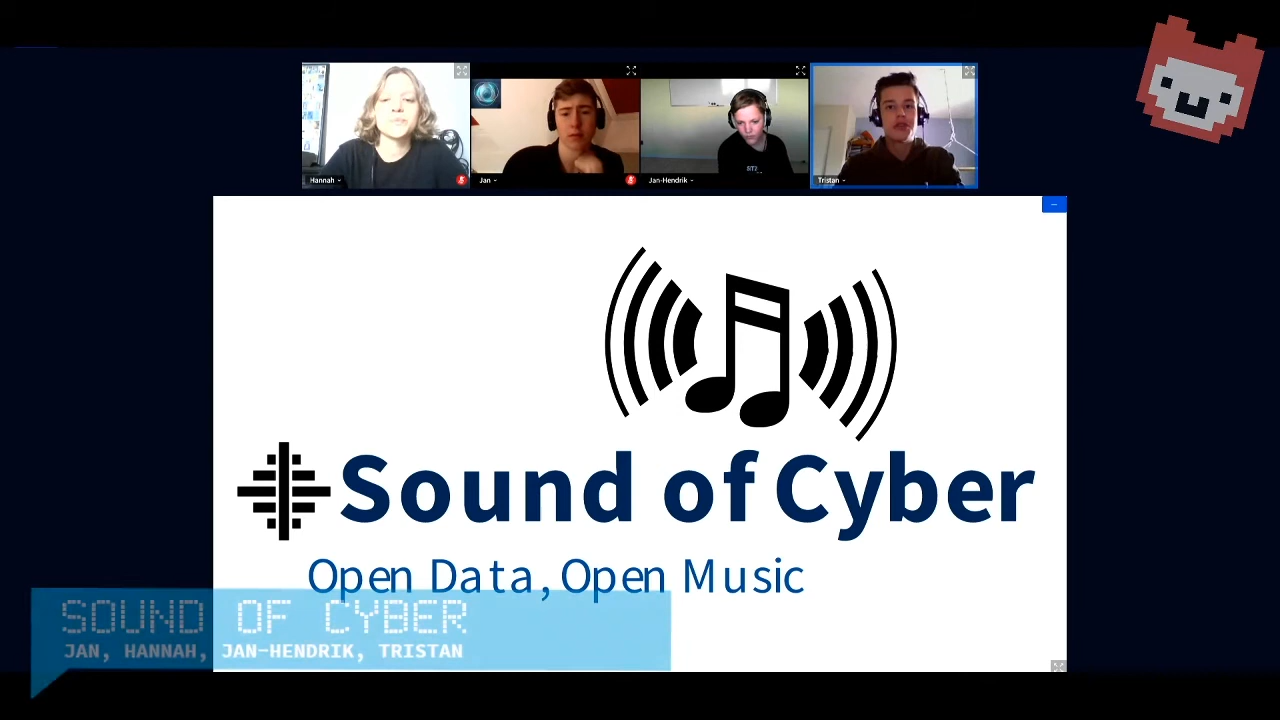 Hannah
Jan
Jan-Hendrik
Tristan
Sound of Cyber
Open Data, Open Music
SOUND OF CYBER
JAN, HANNAH, JAN-HENDRIK, TRISTAN